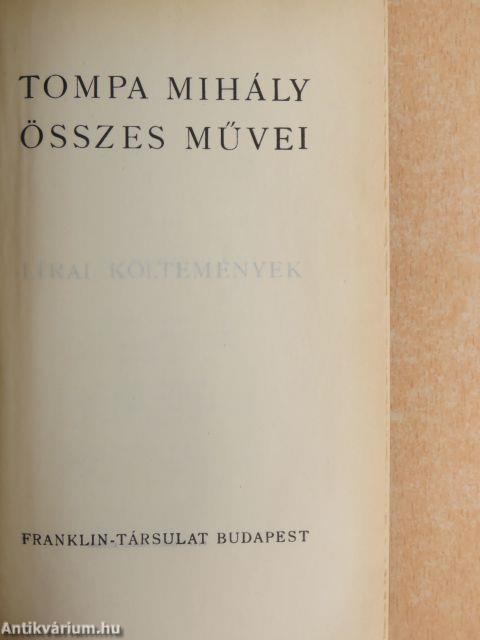 TOMPA MIHÁLY
ÖSSZES MŰVEI
LÍRAI KÖLTEMÉNYEK
FRANKLIN-TÁRSULAT BUDAPEST
Antikvárium.hu